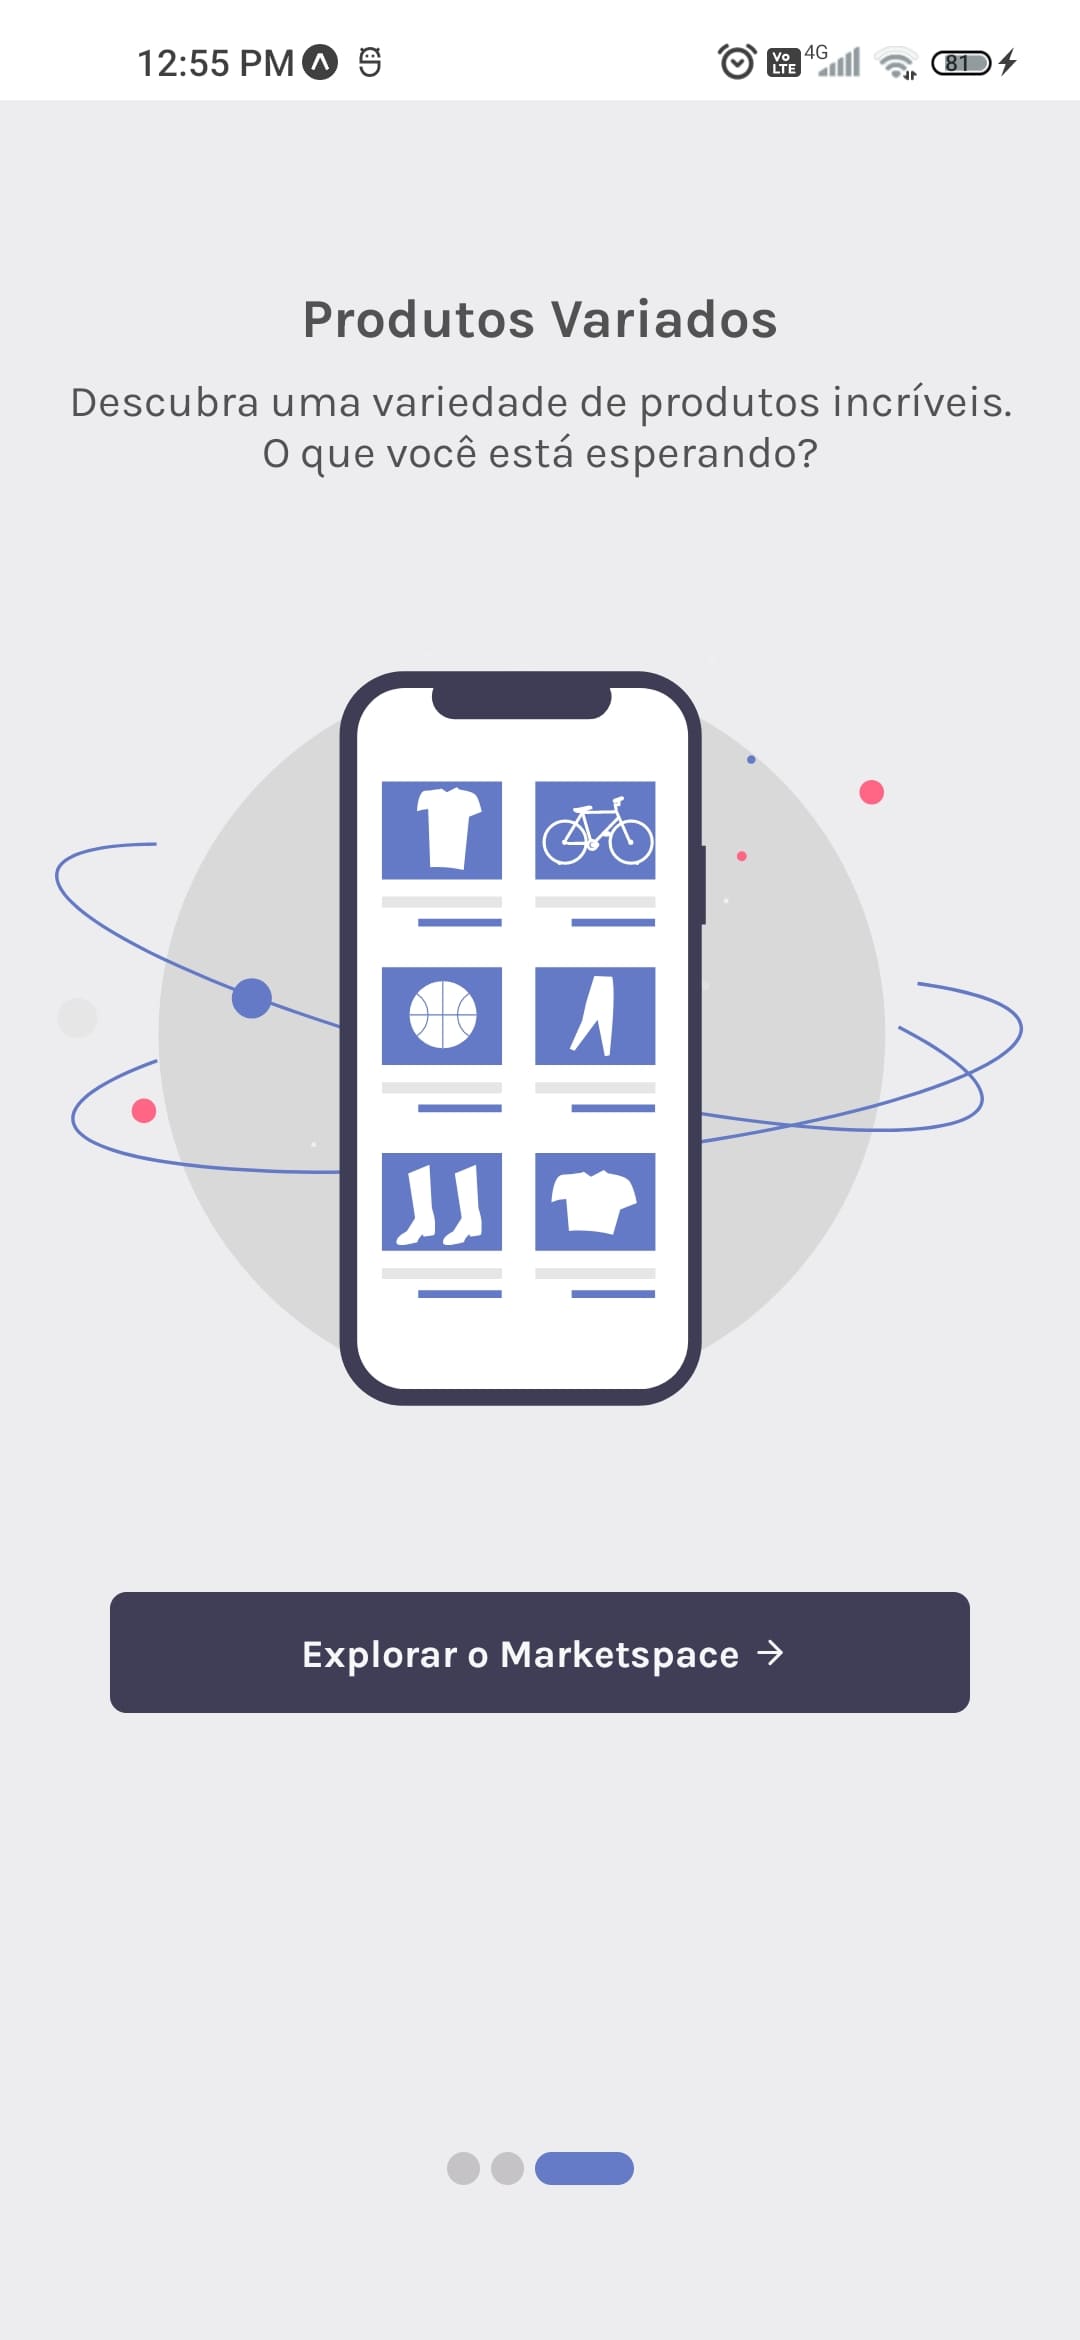 12:55 PM
Vo
LTE
4G
81
Produtos Variados
Descubra uma variedade de produtos incríveis.
O que você está esperando?
Explorar o Marketspace →